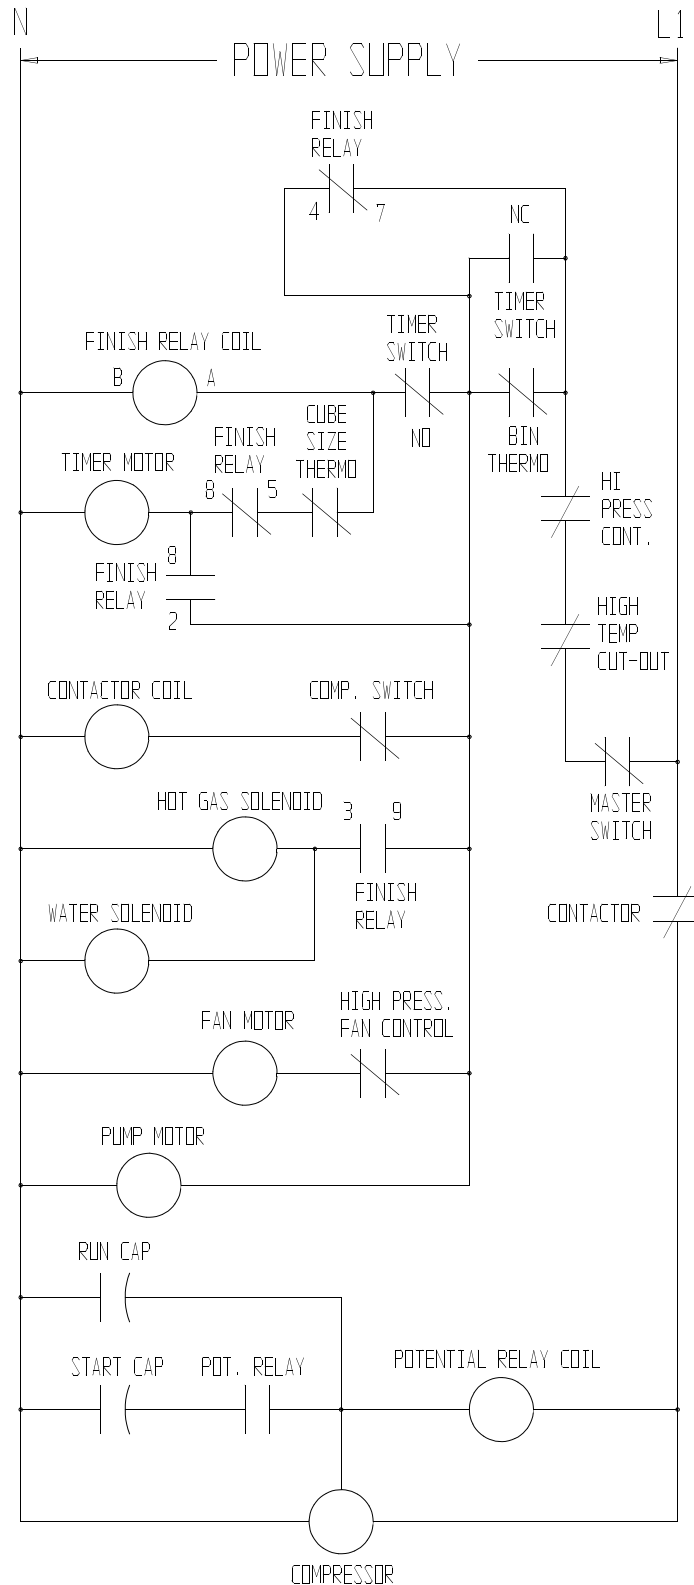 N
L1
POWER SUPPLY
FINISH
RELAY
4
7
NC
TIMER
SWITCH
TIMER
SWITCH
NO
FINISH RELAY COIL
B
A
CUBE
SIZE
THERMO
BIN
THERMO
TIMER MOTOR
FINISH
RELAY
8
5
HI
PRESS
CONT.
8
FINISH
RELAY
2
HIGH
TEMP
CUT-OUT
CONTACTOR COIL
COMP. SWITCH
HOT GAS SOLENOID
3
9
MASTER
SWITCH
FINISH
RELAY
WATER SOLENOID
CONTACTOR
FAN MOTOR
HIGH PRESS.
FAN CONTROL
PUMP MOTOR
RUN CAP
START CAP
POT. RELAY
POTENTIAL RELAY COIL
COMPRESSOR